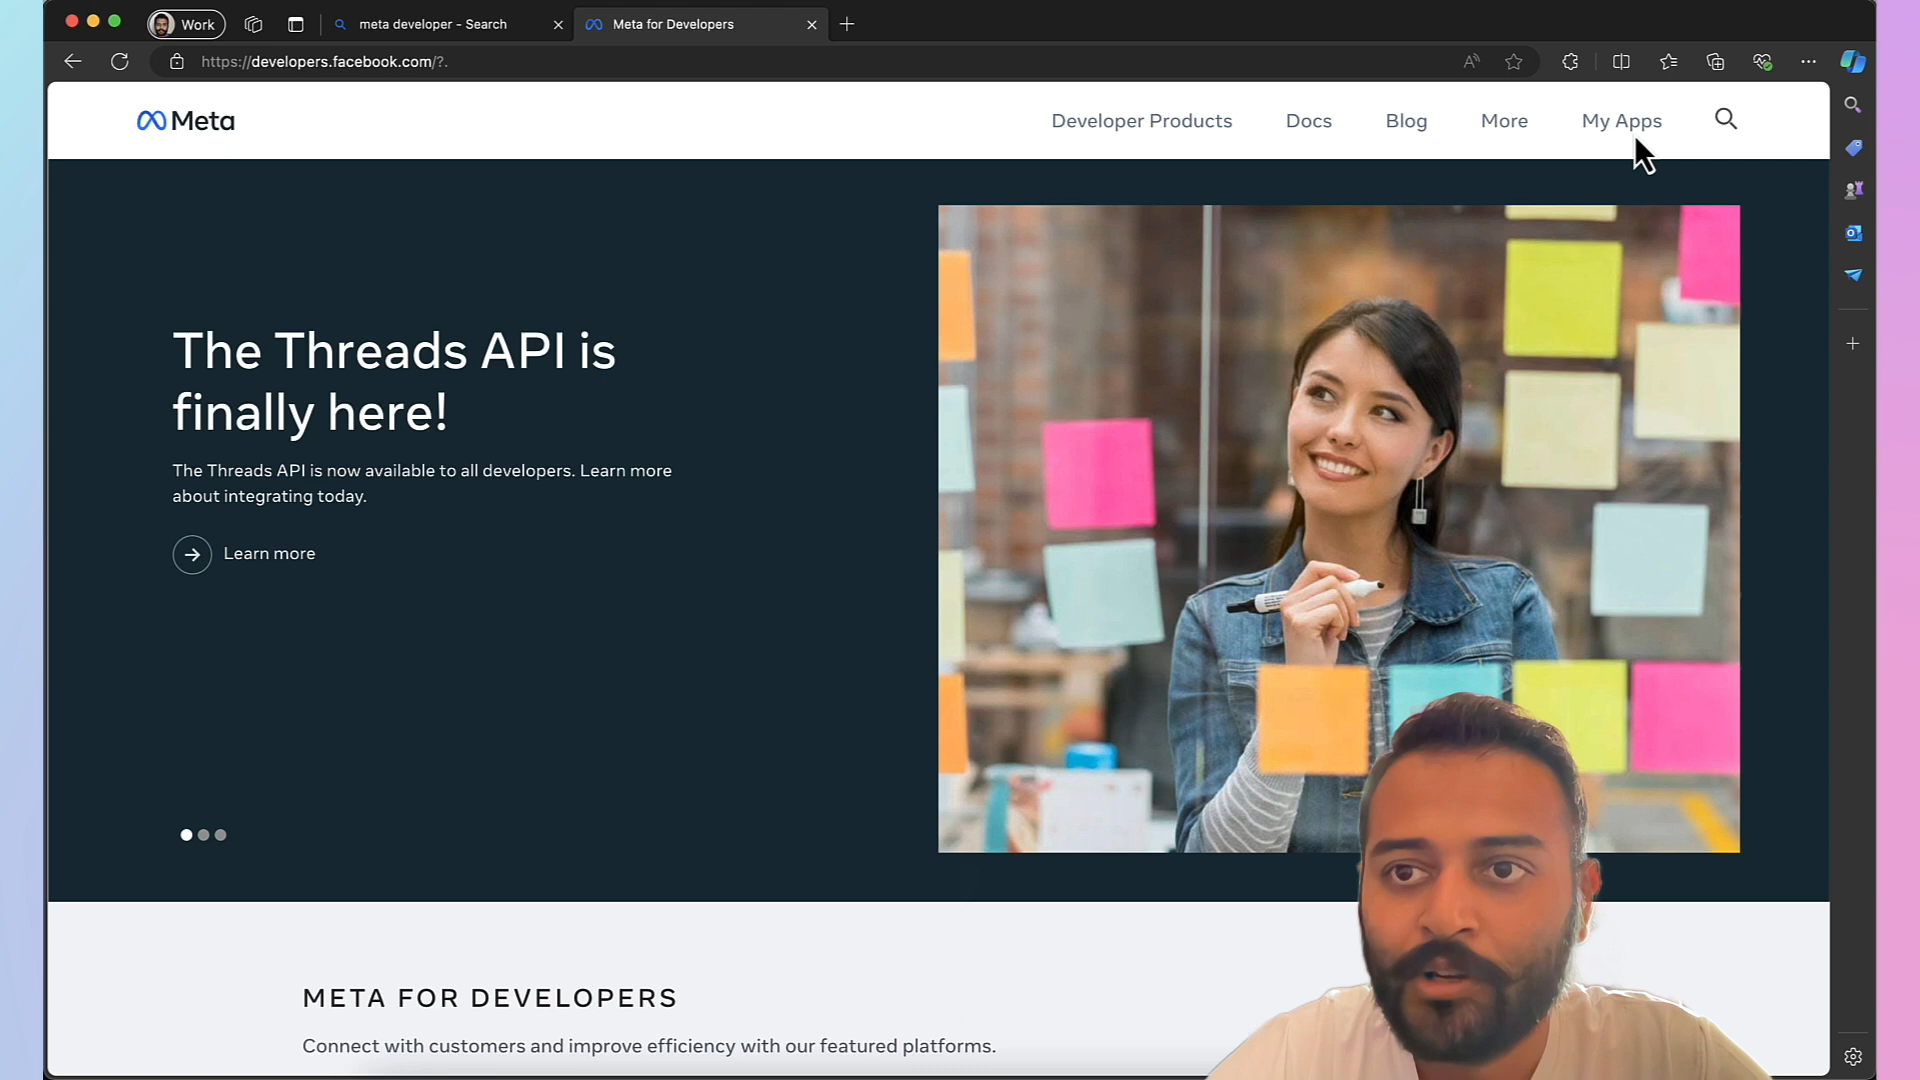 Work
meta developer - Search
Meta for Developers
https://developers.facebook.com/?.
Meta
Developer Products
Docs
Blog
More
My Apps
The Threads API is
finally here!
The Threads API is now available to all developers. Learn more
about integrating today.
Learn more
META FOR DEVELOPERS
Connect with customers and improve efficiency with our featured platforms.